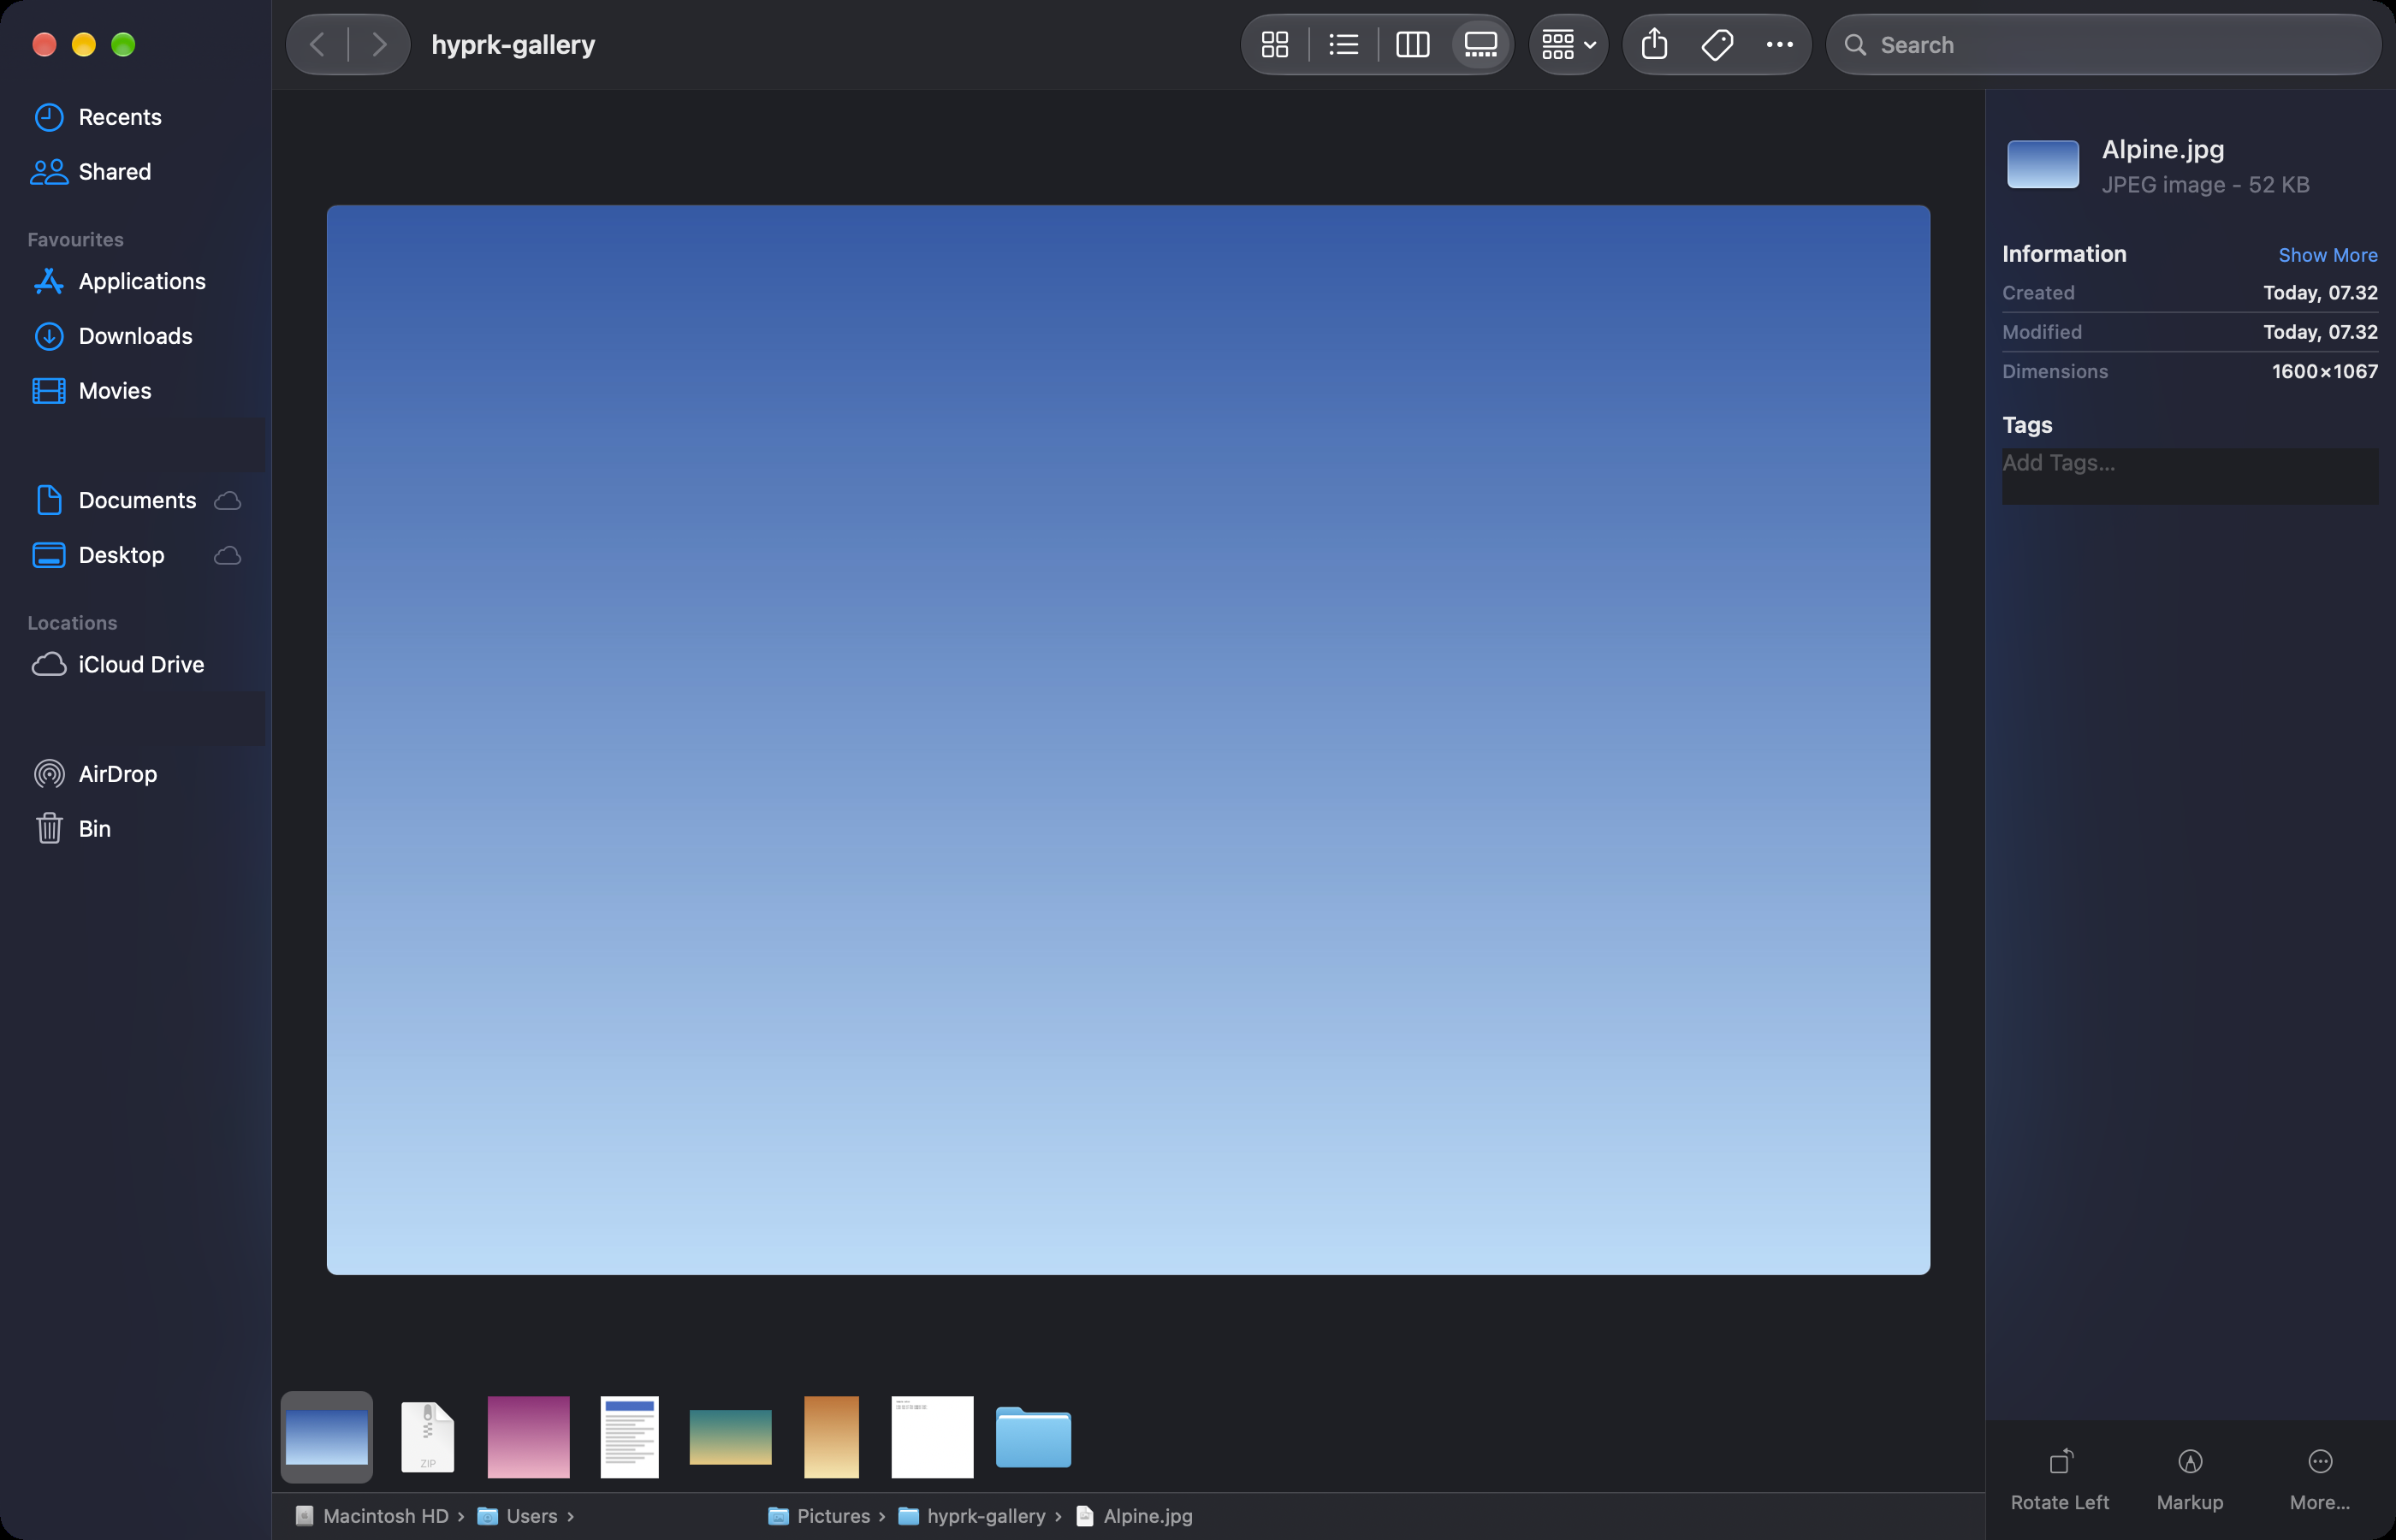 hyprk-gallery
Search
Recents
Shared
Favourites
Applications
Downloads
Movies
Documents
Desktop
Locations
iCloud Drive
AirDrop
Bin
Alpine.jpg
JPEG image - 52 KB
Information
Show More
Created
Today, 07.32
Modified
Today, 07.32
Dimensions
1600×1067
Tags
Add Tags...
ZIP
Rotate Left
Markup
More...
Macintosh HD › Users › Pictures › hyprk-gallery › Alpine.jpg